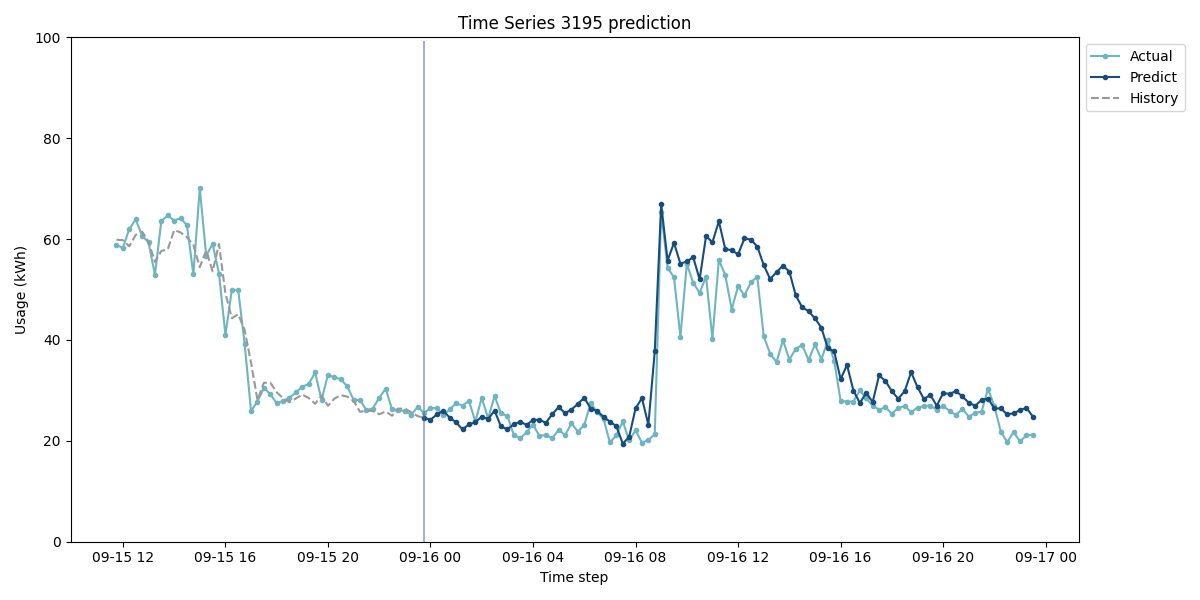 Time Series 3195 prediction
100
80
60
40
20
0
Usage (kWh)
09-15 12
09-15 16
09-15 20
09-16 00
09-16 04
09-16 08
09-16 12
09-16 16
09-16 20
09-17 00
Time step
Actual
Predict
History